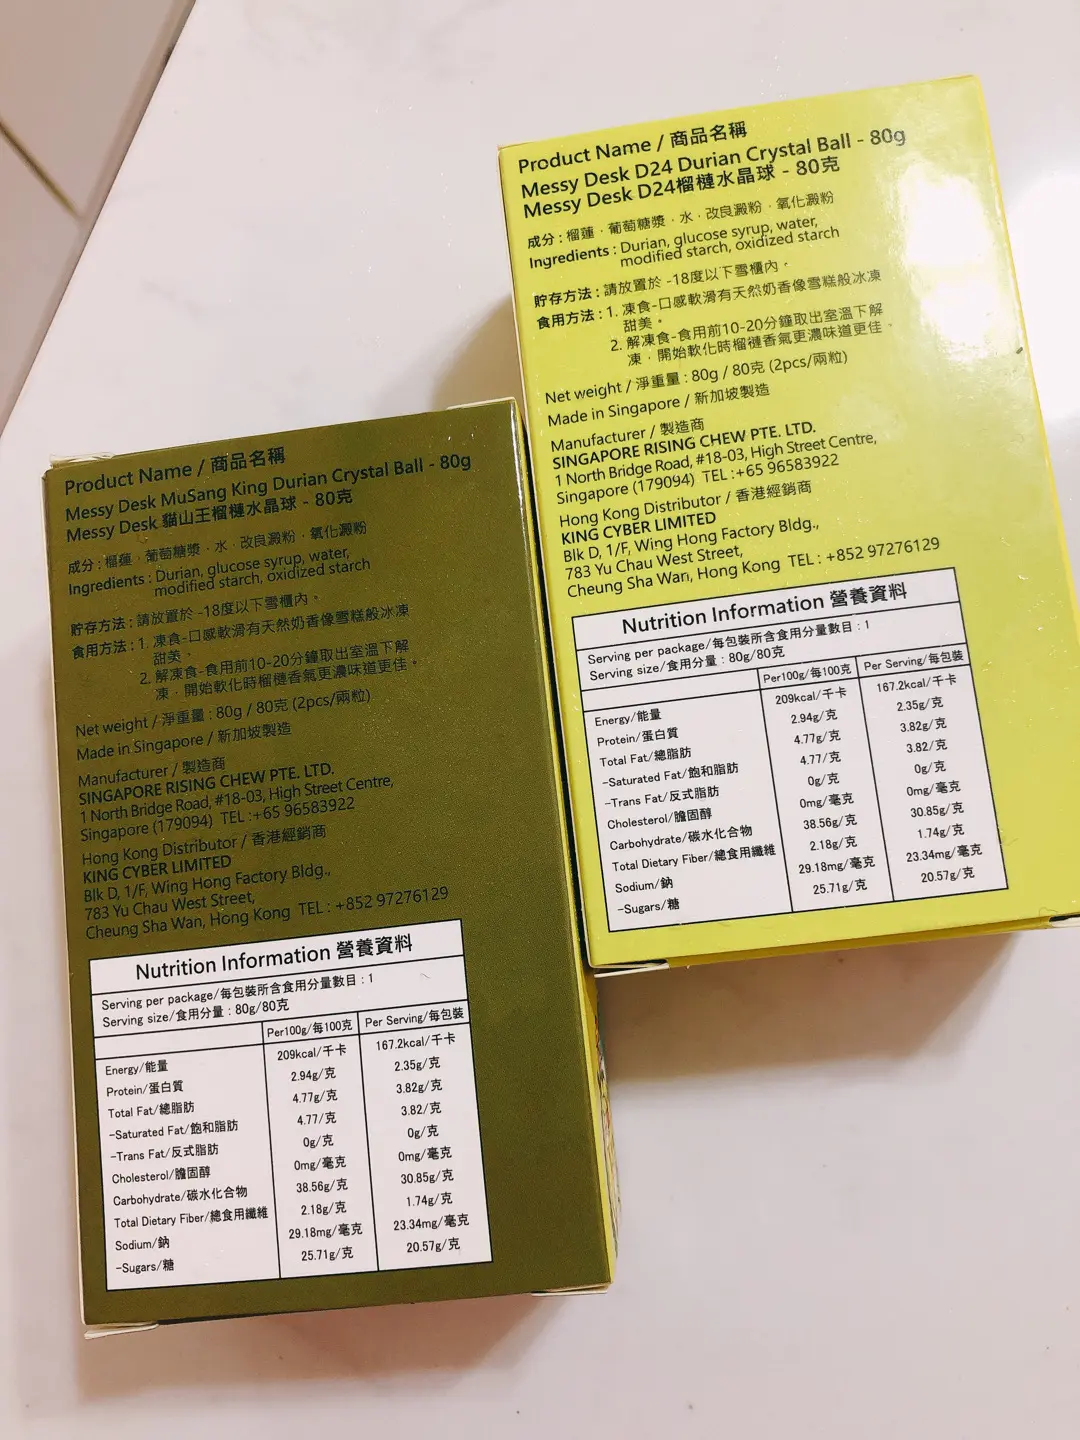 Product Name / 商品名稱
Messy Desk D24 Durian Crystal Ball - 80g
Messy Desk D24榴槤水晶球 - 80克
成分 : 榴蓮﹑葡萄糖漿﹑水﹑改良澱粉﹑氧化澱粉
Ingredients : Durian, glucose syrup, water,
modified starch, oxidized starch
貯存方法 : 請放置於 -18度以下雪櫃內。
食用方法 : 1. 凍食-口感軟滑有天然奶香像雪糕般冰凍
甜美。
2. 解凍食-食用前10-20分鐘取出室溫下解
凍﹐開始軟化時榴槤香氣更濃味道更佳。
Net weight / 淨重量 : 80g / 80克 (2pcs/兩粒)
Made in Singapore / 新加坡製造
Manufacturer / 製造商
SINGAPORE RISING CHEW PTE. LTD.
1 North Bridge Road, #18-03, High Street Centre,
Singapore (179094) TEL :+65 96583922
Hong Kong Distributor / 香港經銷商
KING CYBER LIMITED
Blk D, 1/F, Wing Hong Factory Bldg.,
783 Yu Chau West Street,
Cheung Sha Wan, Hong Kong TEL : +852 97276129
Nutrition Information 營養資料
Serving per package/每包裝所含食用分量數目 : 1
Serving size/食用分量 : 80g/80克
Per100g/每100克 Per Serving/每包裝
Energy/能量 209kcal/千卡 167.2kcal/千卡
Protein/蛋白質 2.94g/克 2.35g/克
Total Fat/總脂肪 4.77g/克 3.82g/克
-Saturated Fat/飽和脂肪 4.77/克 3.82/克
-Trans Fat/反式脂肪 0g/克 0g/克
Cholesterol/膽固醇 0mg/毫克 0mg/毫克
Carbohydrate/碳水化合物 38.56g/克 30.85g/克
Total Dietary Fiber/總食用纖維 2.18g/克 1.74g/克
Sodium/鈉 29.18mg/毫克 23.34mg/毫克
-Sugars/糖 25.71g/克 20.57g/克
Product Name / 商品名稱
Messy Desk MuSang King Durian Crystal Ball - 80g
Messy Desk 貓山王榴槤水晶球 - 80克
成分 : 榴蓮﹑葡萄糖漿﹑水﹑改良澱粉﹑氧化澱粉
Ingredients : Durian, glucose syrup, water,
modified starch, oxidized starch
貯存方法 : 請放置於 -18度以下雪櫃內。
食用方法 : 1. 凍食-口感軟滑有天然奶香像雪糕般冰凍
甜美。
2. 解凍食-食用前10-20分鐘取出室溫下解
凍﹐開始軟化時榴槤香氣更濃味道更佳。
Net weight / 淨重量 : 80g / 80克 (2pcs/兩粒)
Made in Singapore / 新加坡製造
Manufacturer / 製造商
SINGAPORE RISING CHEW PTE. LTD.
1 North Bridge Road, #18-03, High Street Centre,
Singapore (179094) TEL :+65 96583922
Hong Kong Distributor / 香港經銷商
KING CYBER LIMITED
Blk D, 1/F, Wing Hong Factory Bldg.,
783 Yu Chau West Street,
Cheung Sha Wan, Hong Kong TEL : +852 97276129
Nutrition Information 營養資料
Serving per package/每包裝所含食用分量數目 : 1
Serving size/食用分量 : 80g/80克
Per100g/每100克 Per Serving/每包裝
Energy/能量 209kcal/千卡 167.2kcal/千卡
Protein/蛋白質 2.94g/克 2.35g/克
Total Fat/總脂肪 4.77g/克 3.82g/克
-Saturated Fat/飽和脂肪 4.77/克 3.82/克
-Trans Fat/反式脂肪 0g/克 0g/克
Cholesterol/膽固醇 0mg/毫克 0mg/毫克
Carbohydrate/碳水化合物 38.56g/克 30.85g/克
Total Dietary Fiber/總食用纖維 2.18g/克 1.74g/克
Sodium/鈉 29.18mg/毫克 23.34mg/毫克
-Sugars/糖 25.71g/克 20.57g/克